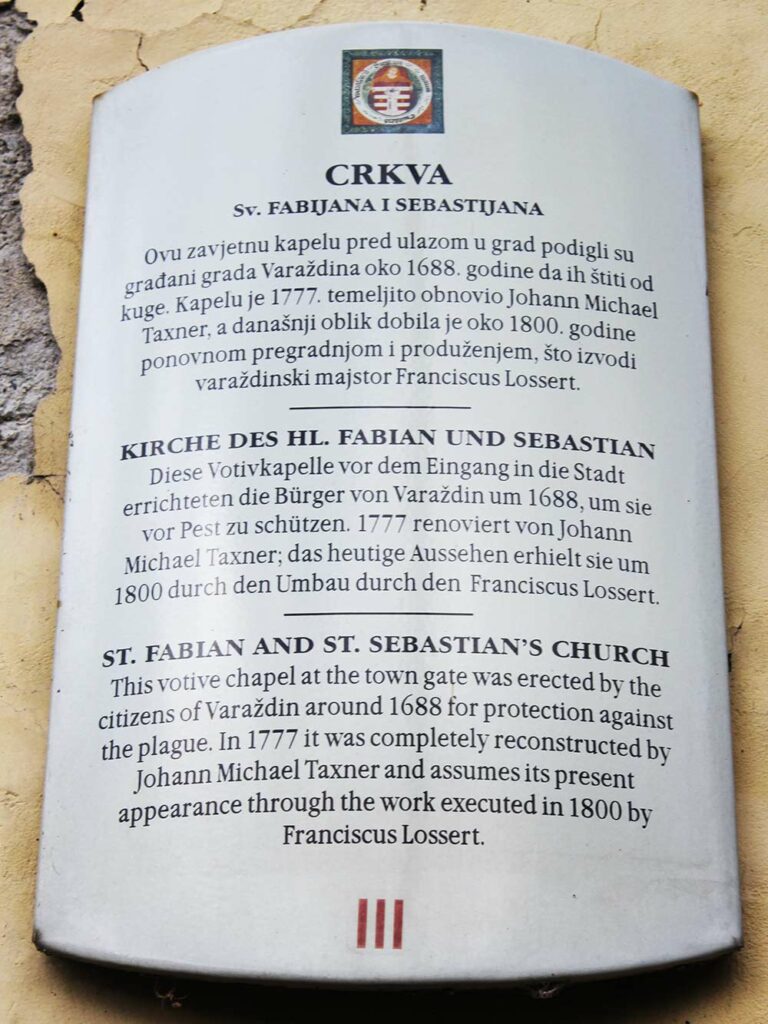 CRKVA
Sv. FABIJANA I SEBASTIJANA
Ovu zavjetnu kapelu pred ulazom u grad podigli su
građani grada Varaždina oko 1688. godine da ih štiti od
kuge. Kapelu je 1777. temeljito obnovio Johann Michael
Taxner, a današnji oblik dobila je oko 1800. godine
ponovnom pregradnjom i produženjem, što izvodi
varaždinski majstor Franciscus Lossert.
KIRCHE DES HL. FABIAN UND SEBASTIAN
Diese Votivkapelle vor dem Eingang in die Stadt
errichteten die Bürger von Varaždin um 1688, um sie
vor Pest zu schützen. 1777 renoviert von Johann
Michael Taxner; das heutige Aussehen erhielt sie um
1800 durch den Umbau durch den Franciscus Lossert.
ST. FABIAN AND ST. SEBASTIAN'S CHURCH
This votive chapel at the town gate was erected by the
citizens of Varaždin around 1688 for protection against
the plague. In 1777 it was completely reconstructed by
Johann Michael Taxner and assumes its present
appearance through the work executed in 1800 by
Franciscus Lossert.
III